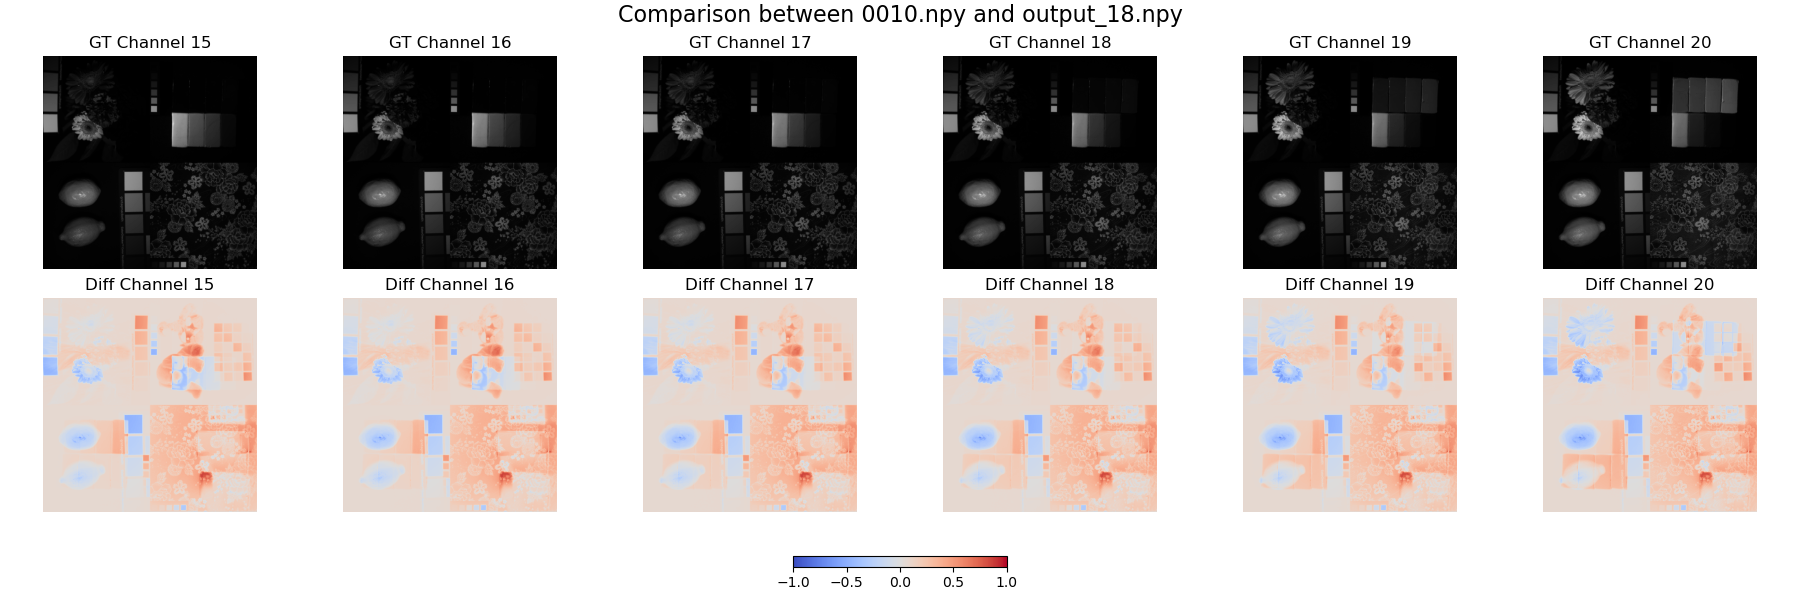 Comparison between 0010.npy and output_18.npy
GT Channel 15
GT Channel 16
GT Channel 17
GT Channel 18
GT Channel 19
GT Channel 20
Diff Channel 15
Diff Channel 16
Diff Channel 17
Diff Channel 18
Diff Channel 19
Diff Channel 20
−1.0 −0.5 0.0 0.5 1.0